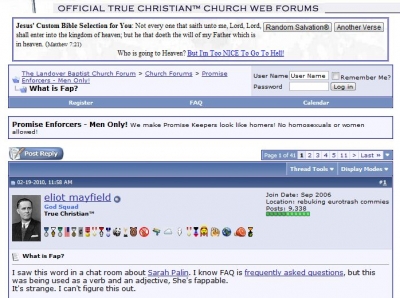 OFFICIAL TRUE CHRISTIAN™ CHURCH WEB FORUMS
Jesus' Custom Bible Selection for You: Not every one that saith unto me, Lord, Lord,
shall enter into the kingdom of heaven; but he that doeth the will of my Father which is
in heaven. (Matthew 7:21)
Random Salvation® Another Verse
Who is going to Heaven? But I'm Too NICE To Go To Hell!
The Landover Baptist Church Forum > Church Forums > Promise
Enforcers - Men Only!
What is Fap?
User Name User Name Remember Me?
Password Log in
Register FAQ Calendar
Promise Enforcers - Men Only! We make Promise Keepers look like homers! No homosexuals or women
allowed!
Post Reply
Page 1 of 41 1 2 3 4 5 11 > Last »
Thread Tools Display Modes
02-19-2010, 11:58 AM #1
eliot mayfield
God Squad
True Christian™
Join Date: Sep 2006
Location: rebuking eurotrash commies
Posts: 9,338
What is Fap?
I saw this word in a chat room about Sarah Palin. I know FAQ is frequently asked questions, but this
was being used as a verb and an adjective, She's fappable.
It's strange. I can't figure this out.